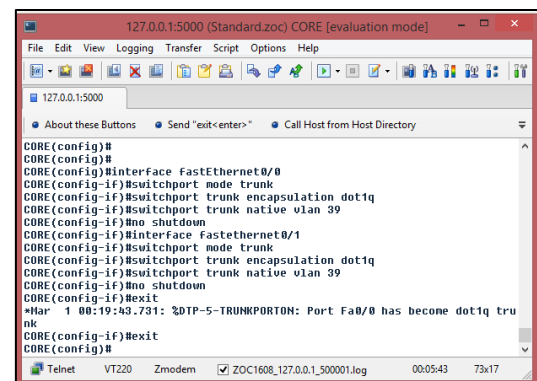 127.0.0.1:5000 (Standard.zoc) CORE [evaluation mode]
File Edit View Logging Transfer Script Options Help
127.0.0.1:5000
About these Buttons Send "exit<enter>" Call Host from Host Directory
CORE(config)#
CORE(config)#
CORE(config)#interface fastEthernet0/0
CORE(config-if)#switchport mode trunk
CORE(config-if)#switchport trunk encapsulation dot1q
CORE(config-if)#switchport trunk native vlan 39
CORE(config-if)#no shutdown
CORE(config-if)#interface fastethernet0/1
CORE(config-if)#switchport mode trunk
CORE(config-if)#switchport trunk encapsulation dot1q
CORE(config-if)#switchport trunk native vlan 39
CORE(config-if)#no shutdown
CORE(config-if)#exit
*Mar  1 00:19:43.731: %DTP-5-TRUNKPORTON: Port Fa0/0 has become dot1q tru
nk
CORE(config-if)#exit
CORE(config)#
Telnet VT220 Zmodem ZOC1608_127.0.0.1_500001.log 00:05:43 73x17